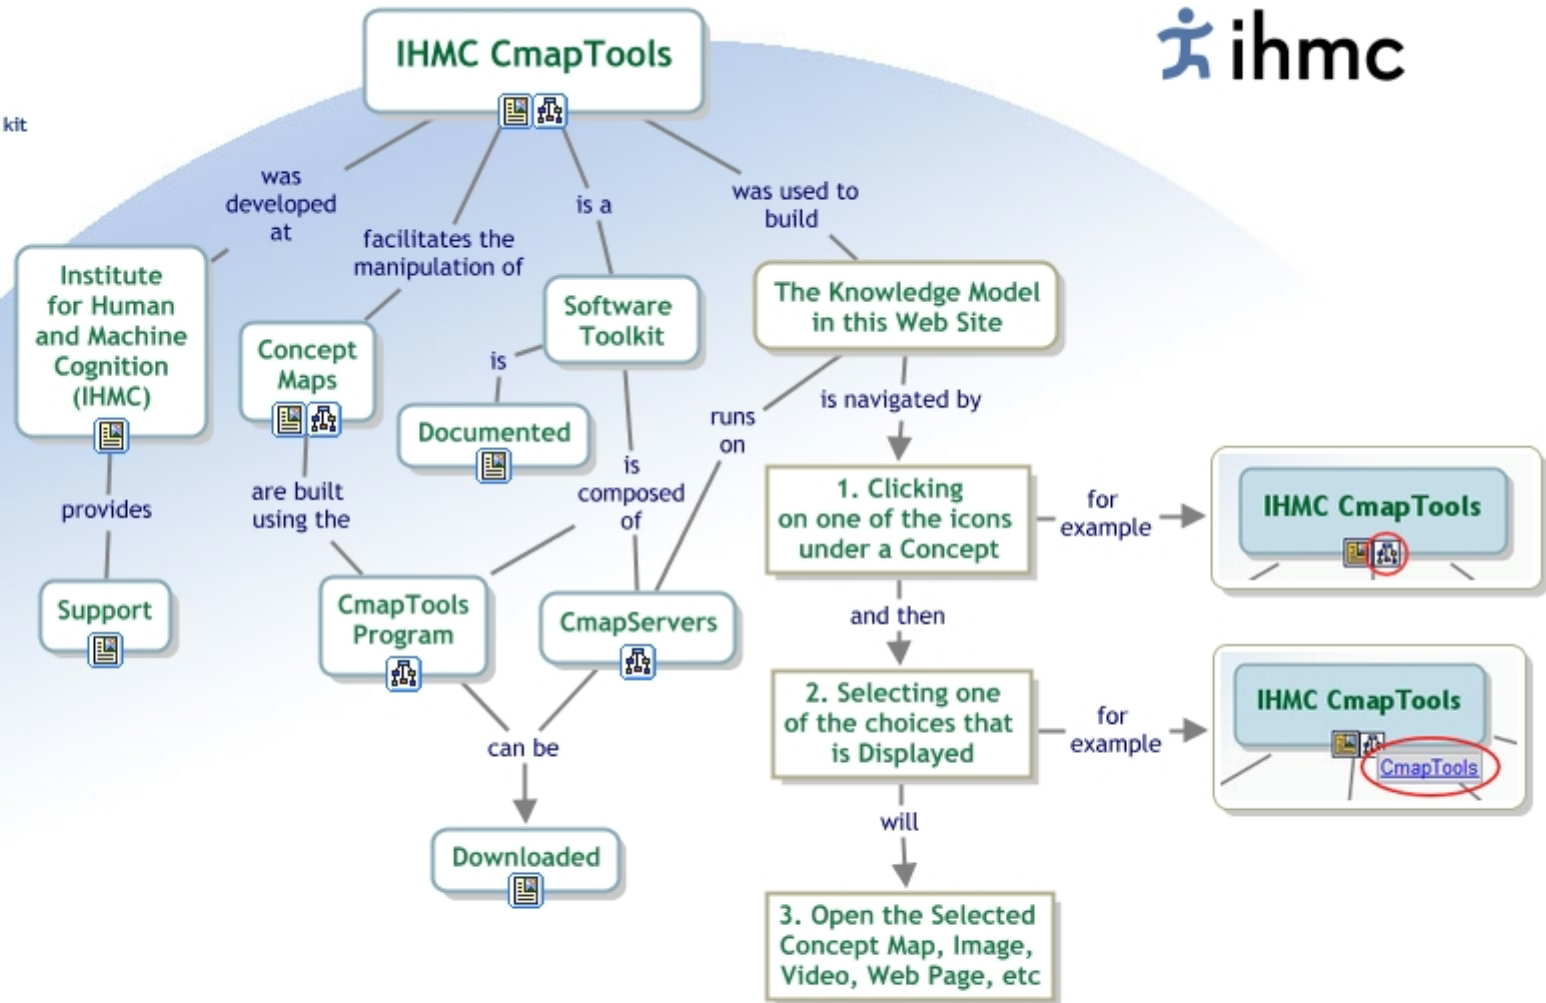 IHMC CmapTools
ihmc
kit
was
developed
at
facilitates the
manipulation of
is a
was used to
build
Institute
for Human
and Machine
Cognition
(IHMC)
Concept
Maps
Software
Toolkit
The Knowledge Model
in this Web Site
is
Documented
runs
on
is navigated by
provides
are built
using the
is
composed
of
1. Clicking
on one of the icons
under a Concept
for
example
IHMC CmapTools
Support
CmapTools
Program
CmapServers
and then
can be
2. Selecting one
of the choices that
is Displayed
for
example
IHMC CmapTools
CmapTools
will
Downloaded
3. Open the Selected
Concept Map, Image,
Video, Web Page, etc